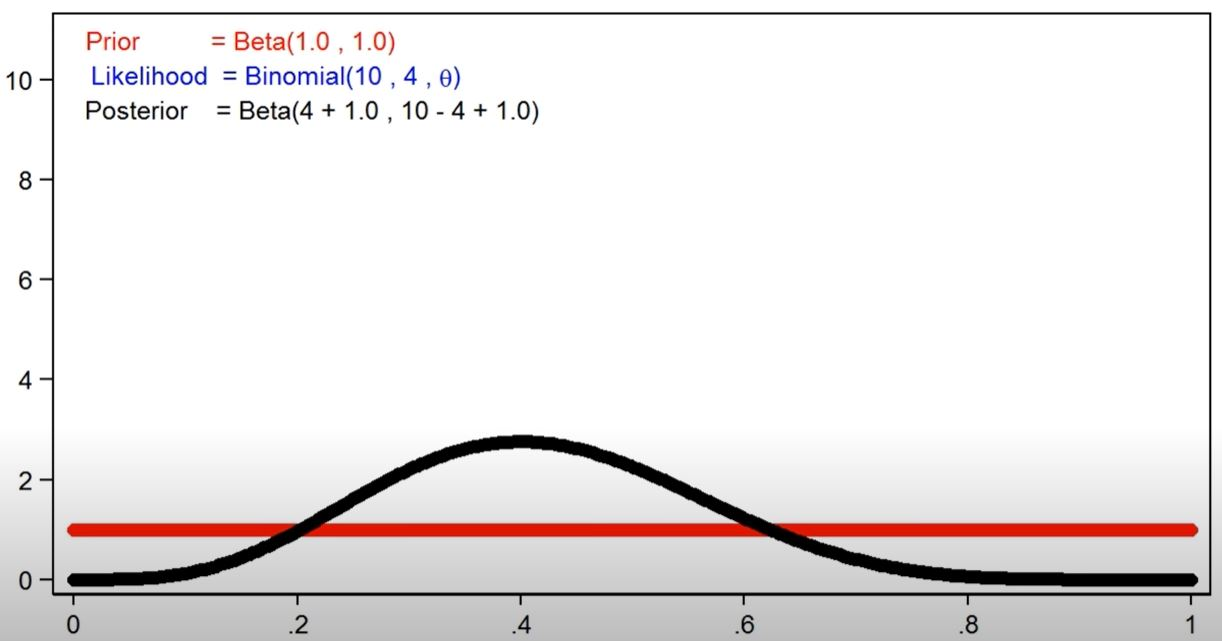 Prior = Beta(1.0 , 1.0)
Likelihood = Binomial(10 , 4 , θ)
Posterior = Beta(4 + 1.0 , 10 - 4 + 1.0)
10
8
6
4
2
0
0 .2 .4 .6 .8 1